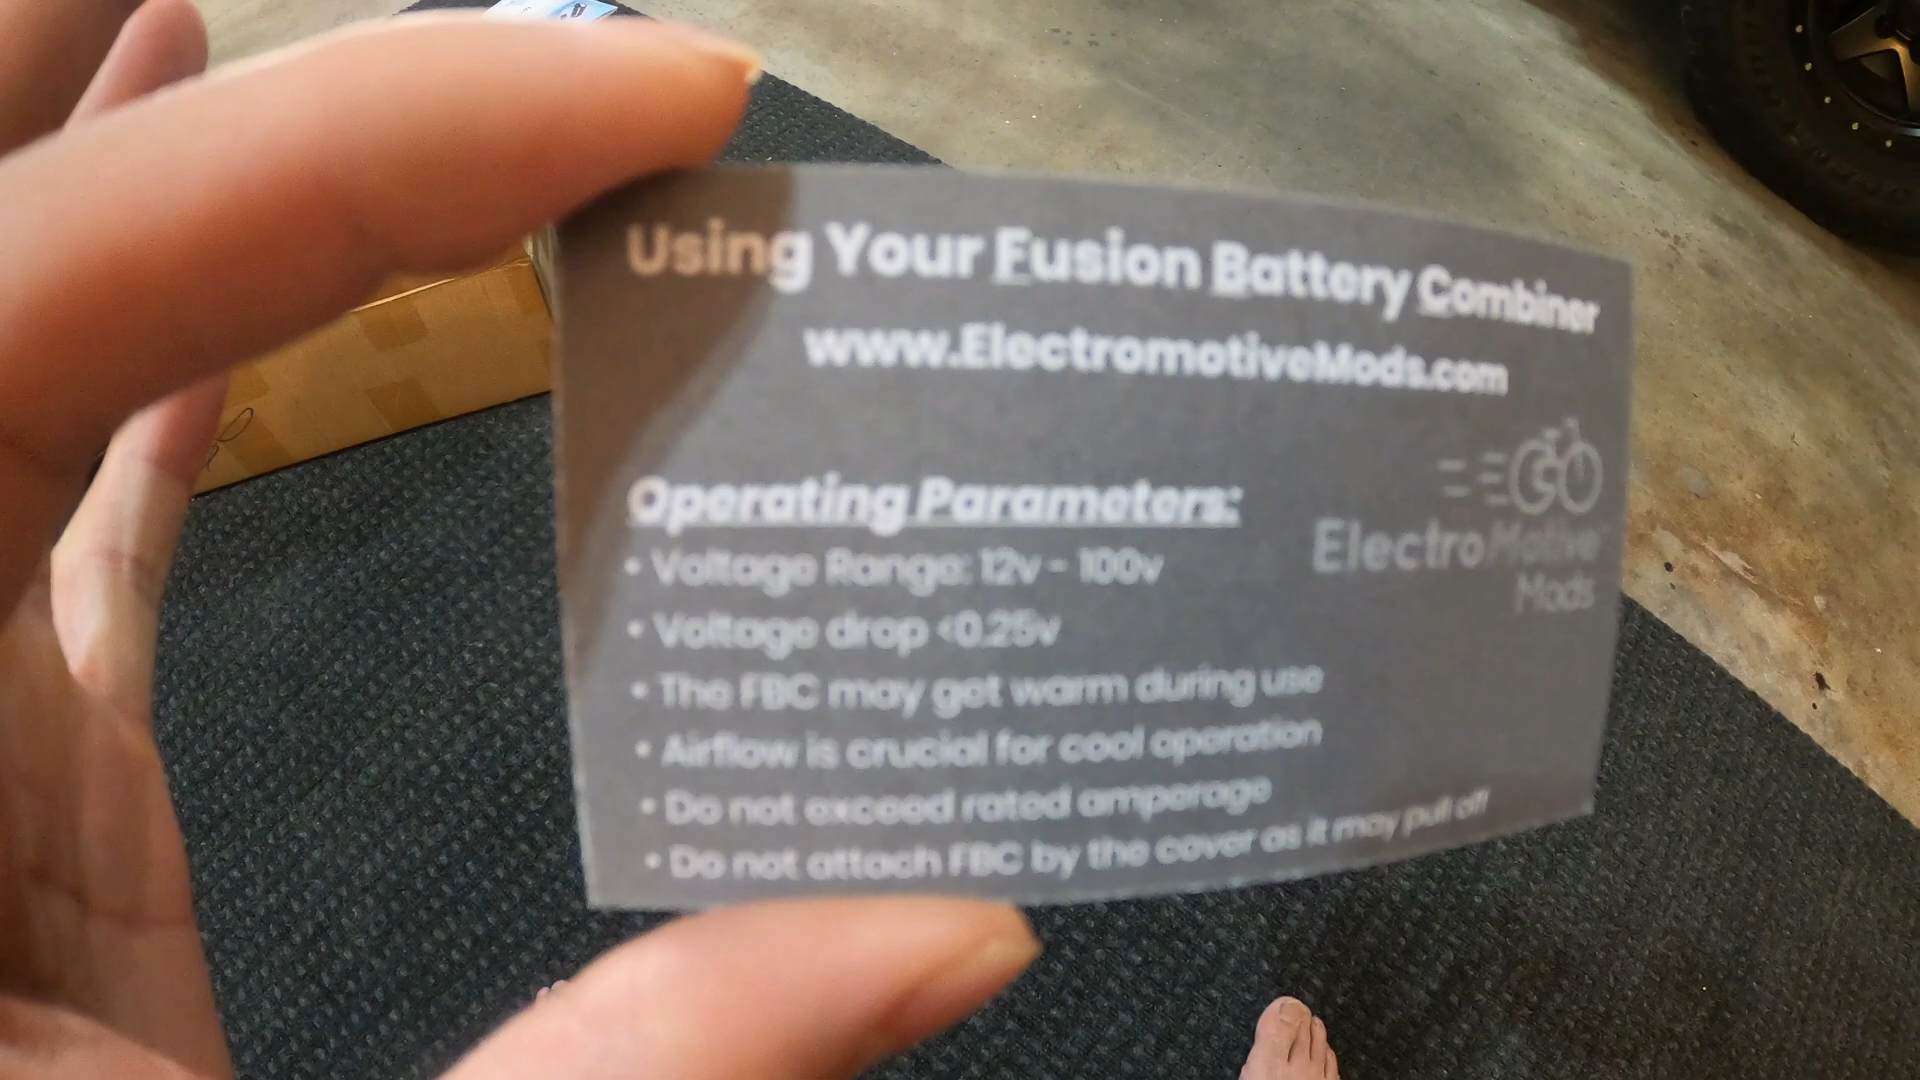 Using Your Fusion Battery Combiner
www.ElectromotiveMods.com
Operating Parameters:
• Voltage Range: 12v - 100v
• Voltage drop <0.25v
• The FBC may get warm during use
• Airflow is crucial for cool operation
• Do not exceed rated amperage
• Do not attach FBC by the cover as it may pull off
ElectroMotive
Mods